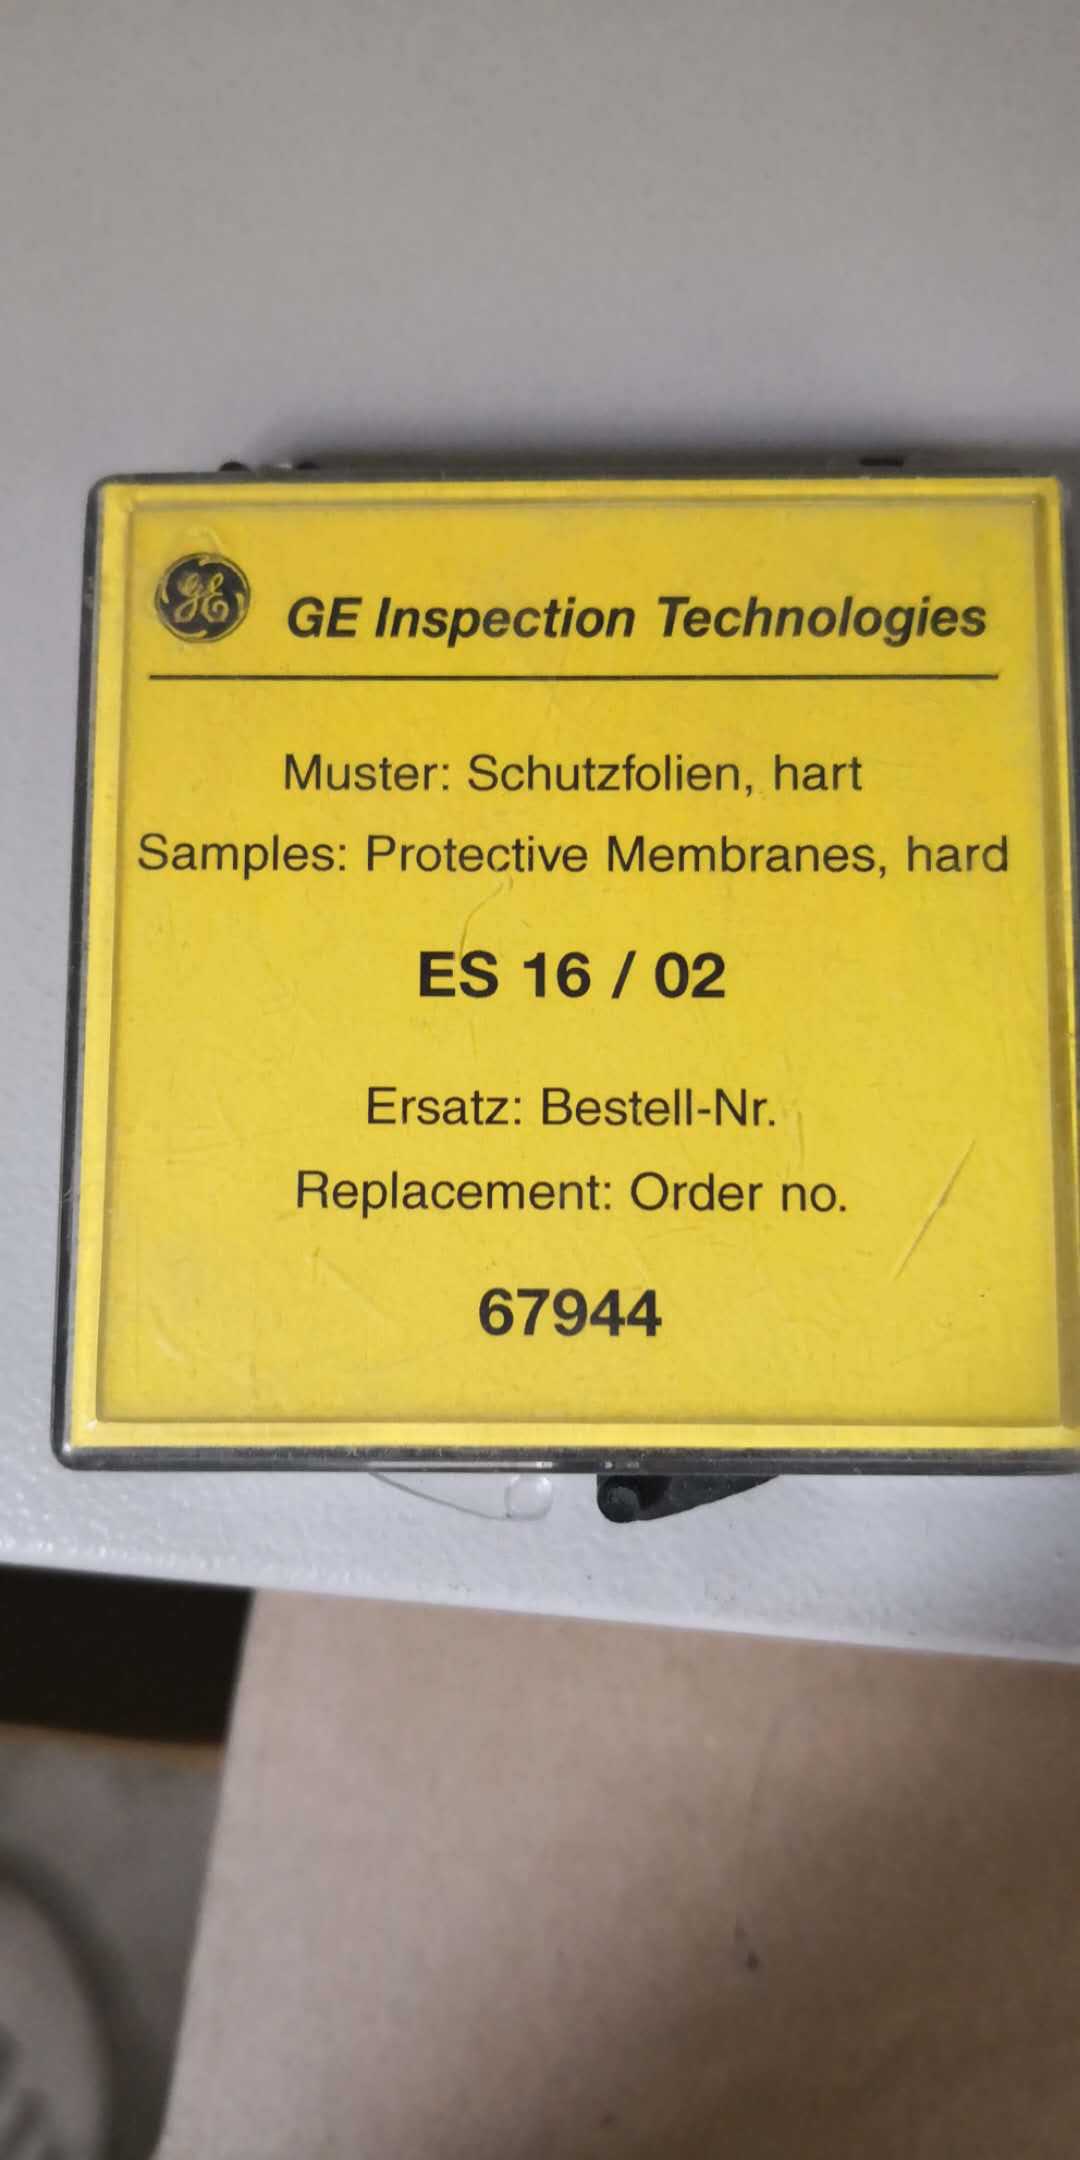 GE GE Inspection Technologies
Muster: Schutzfolien, hart
Samples: Protective Membranes, hard
ES 16 / 02
Ersatz: Bestell-Nr.
Replacement: Order no.
67944